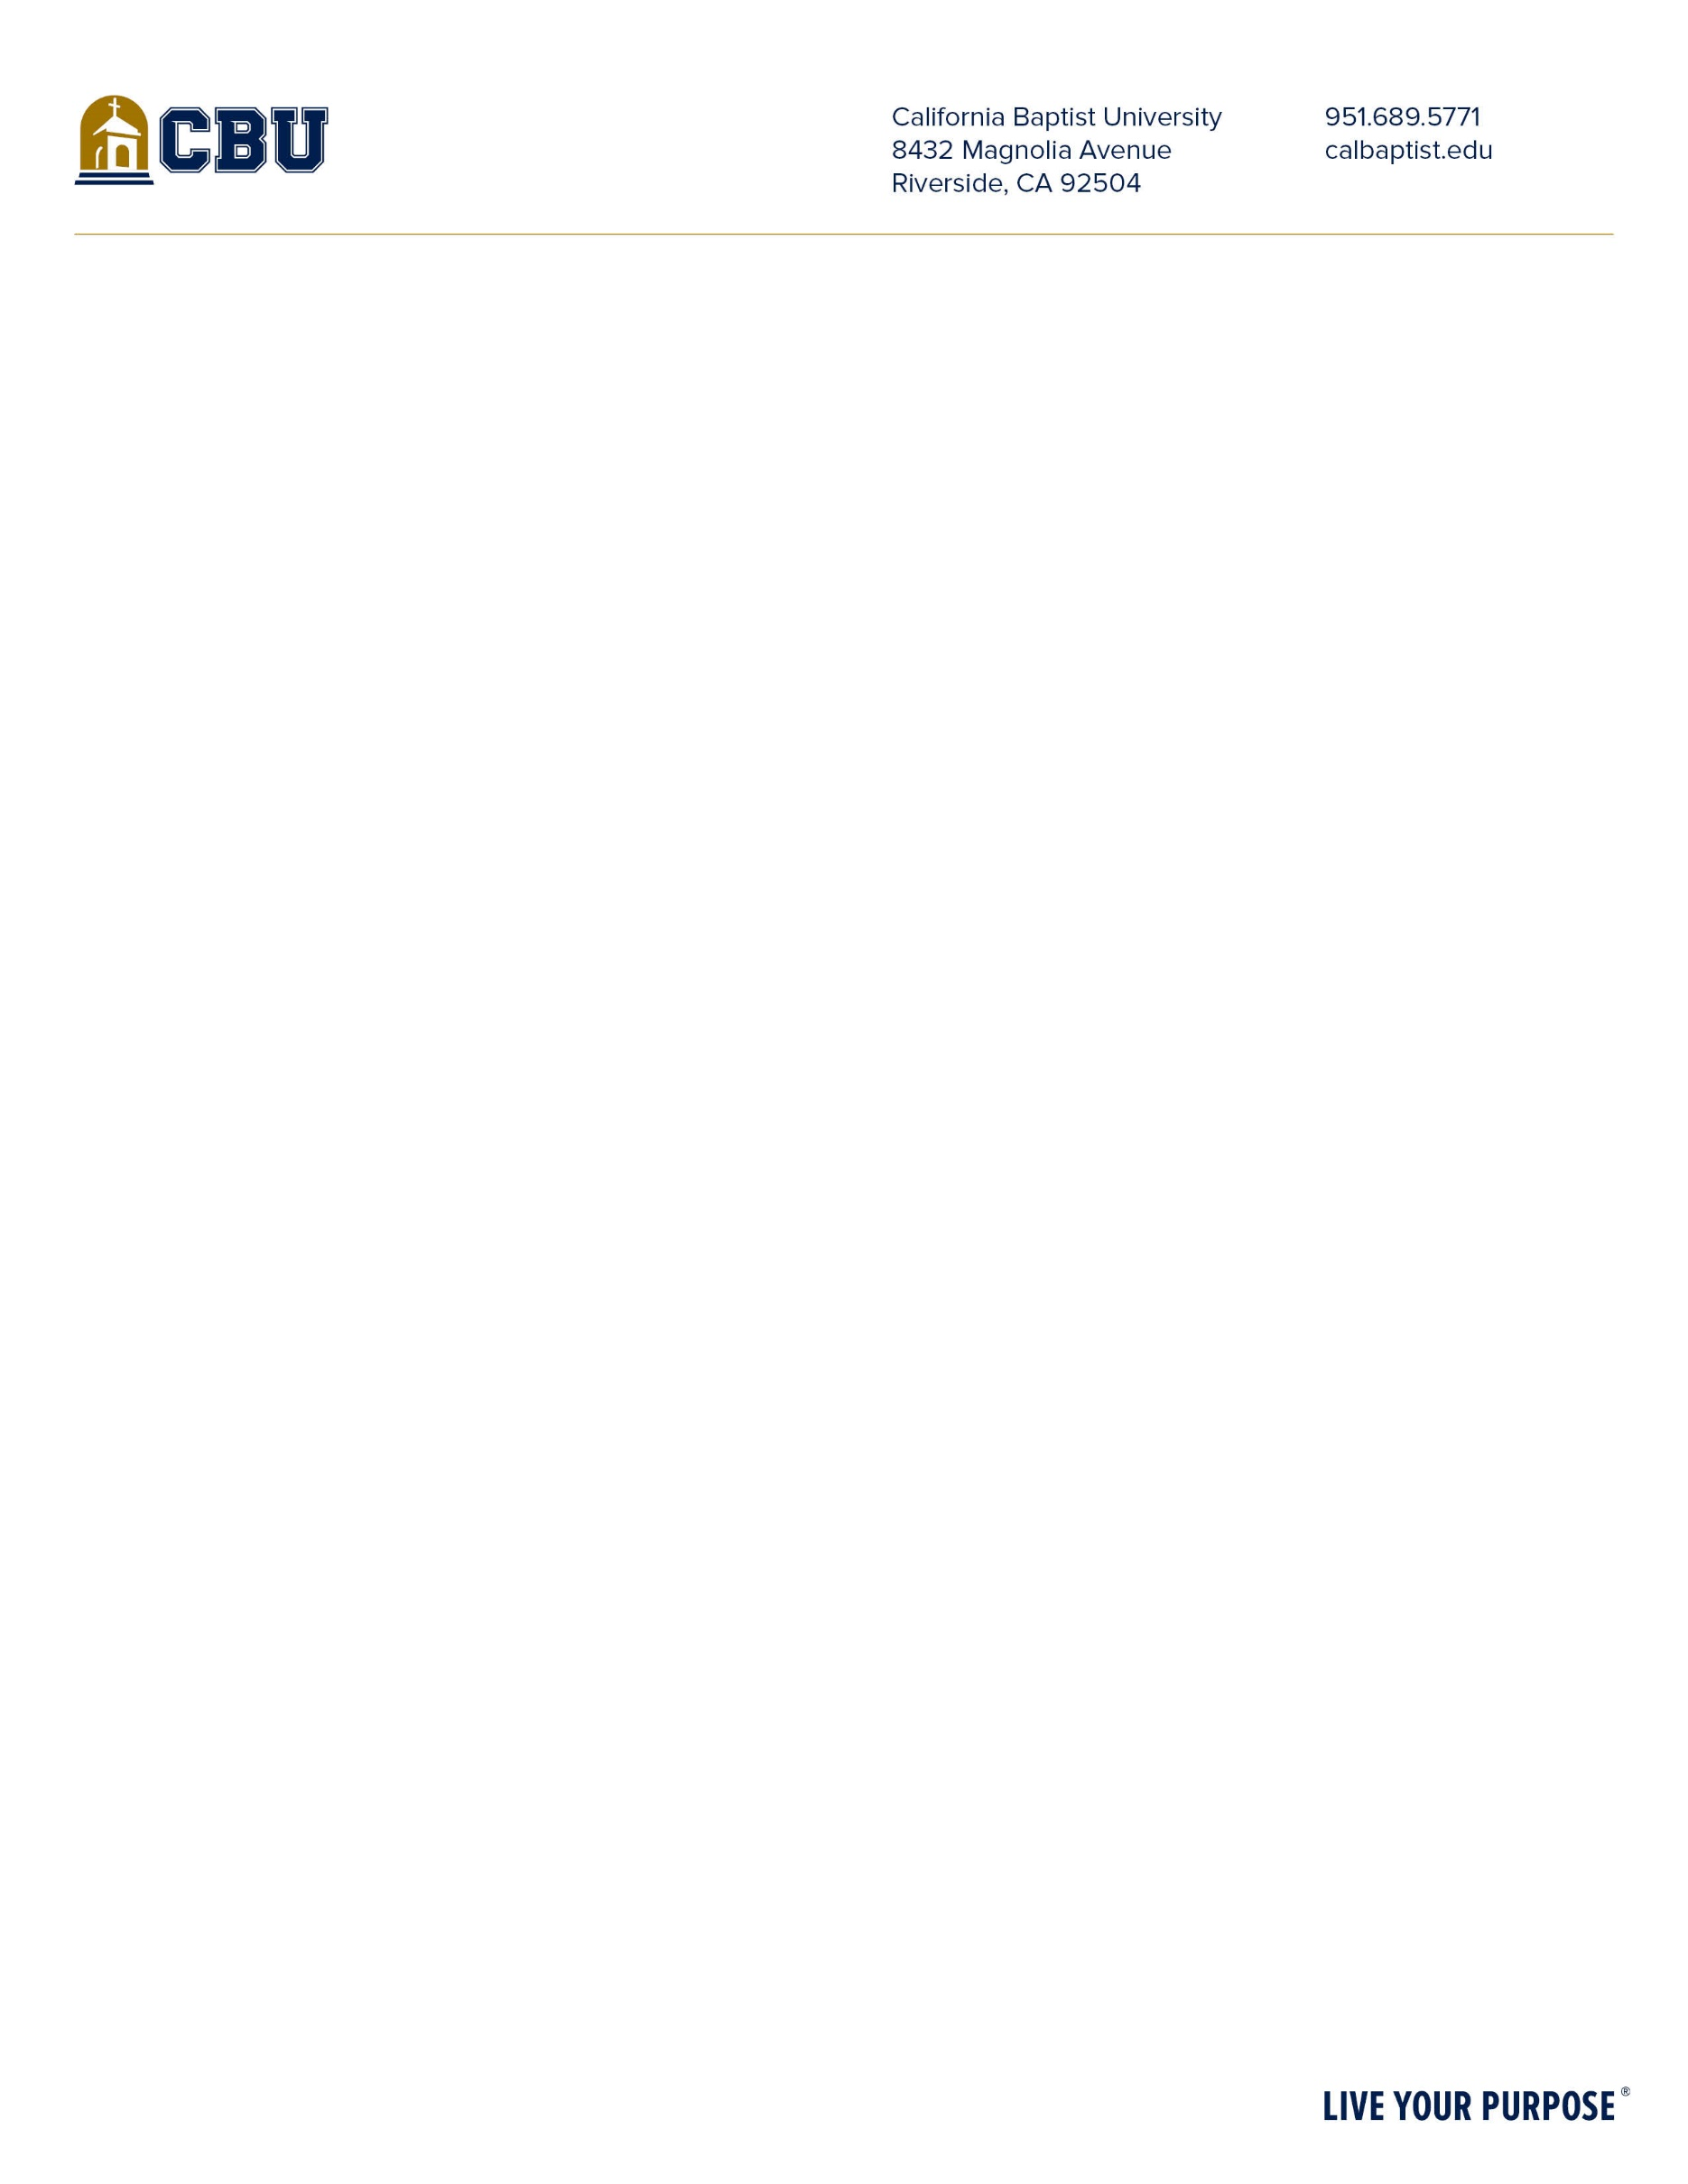 CBU
California Baptist University
8432 Magnolia Avenue
Riverside, CA 92504
951.689.5771
calbaptist.edu
LIVE YOUR PURPOSE®